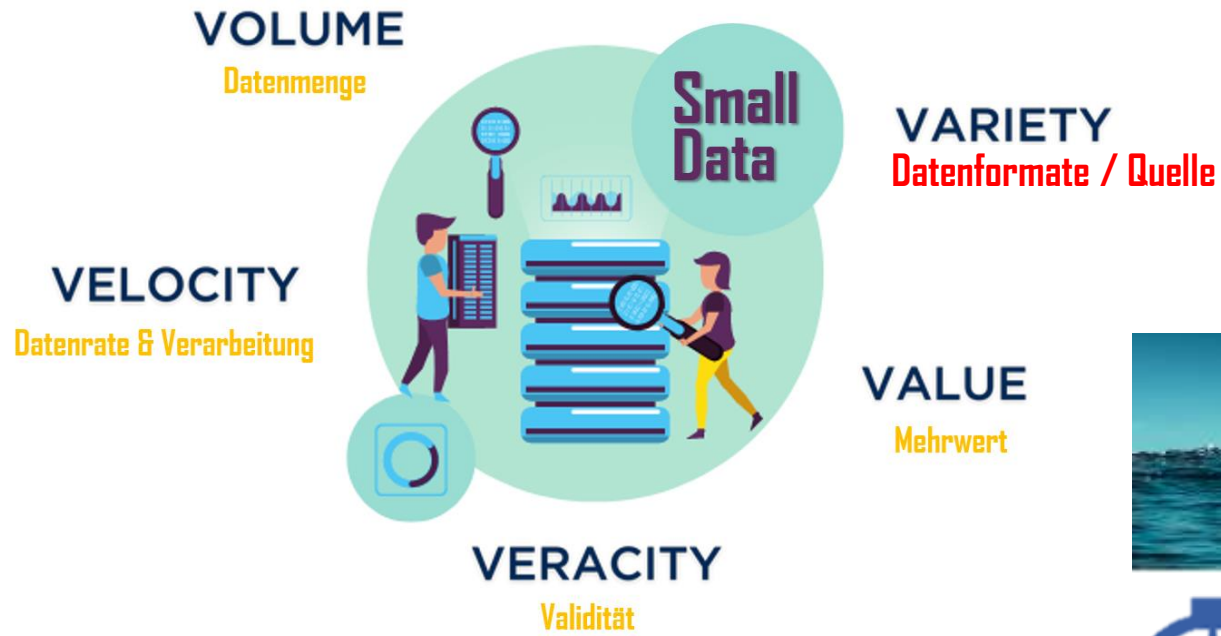 VOLUME
Datenmenge
Small
Data
VARIETY
Datenformate / Quelle
VELOCITY
Datenrate & Verarbeitung
VALUE
Mehrwert
VERACITY
Validität